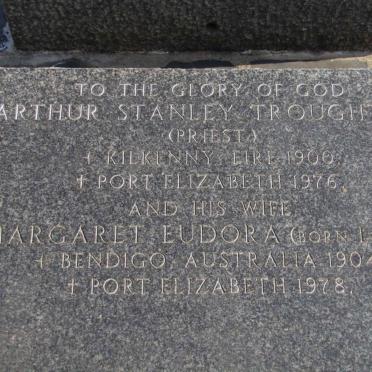 TO THE GLORY OF GOD
ARTHUR STANLEY TROUGH
(PRIEST)
+ KILKENNY, EIRE 1900.
† PORT ELIZABETH 1976,
AND HIS WIFE
MARGARET EUDORA (BORN
+ BENDIGO, AUSTRALIA 1904
† PORT ELIZABETH 1978.